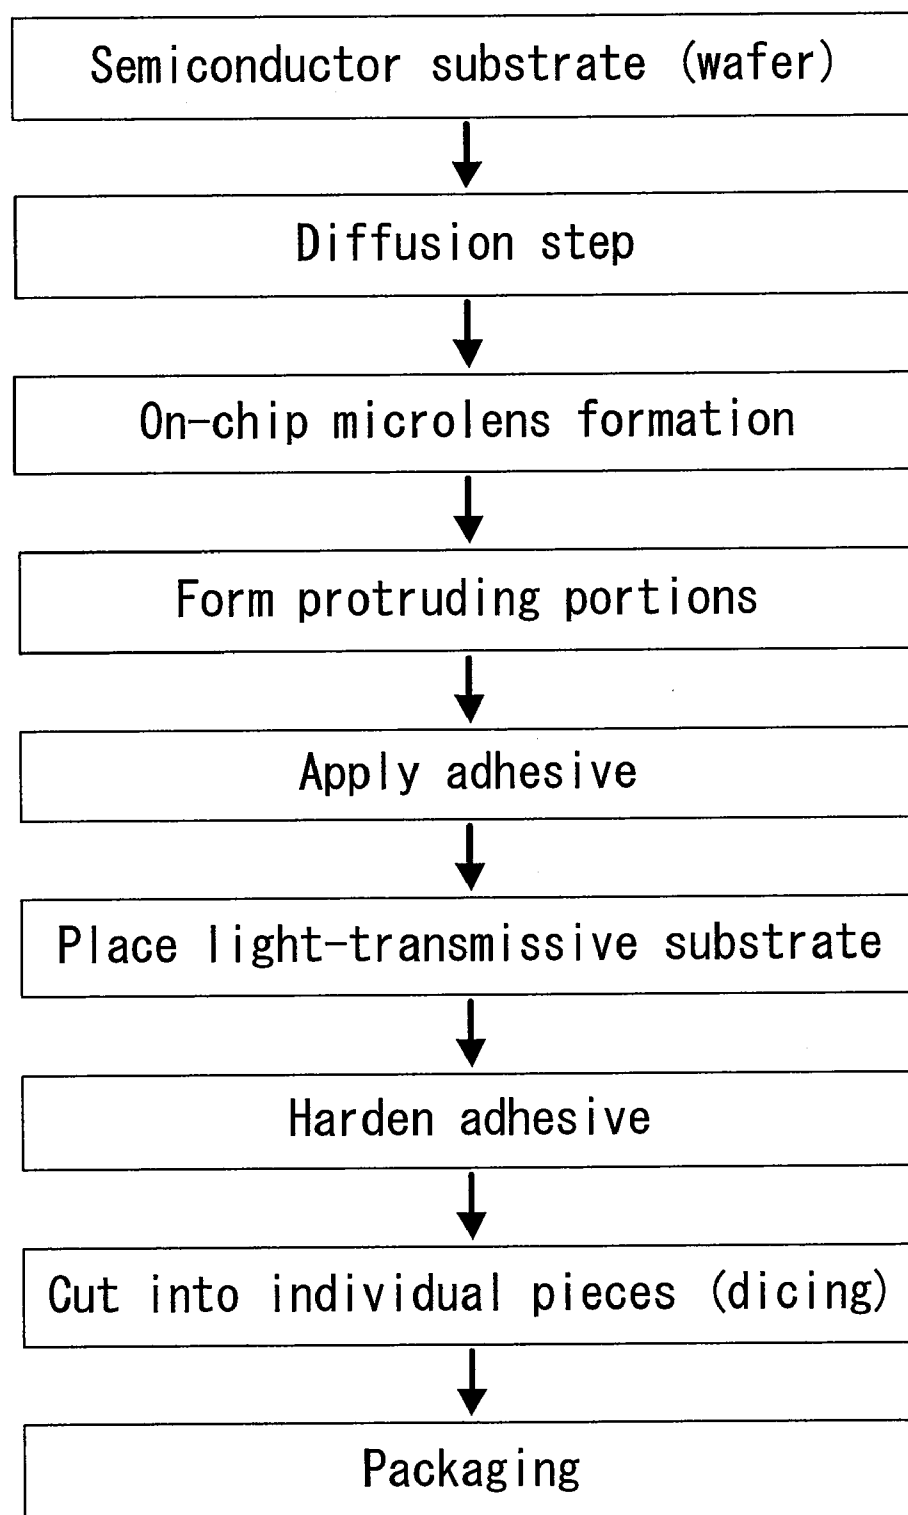 Semiconductor substrate (wafer)
Diffusion step
On-chip microlens formation
Form protruding portions
Apply adhesive
Place light-transmissive substrate
Harden adhesive
Cut into individual pieces (dicing)
Packaging